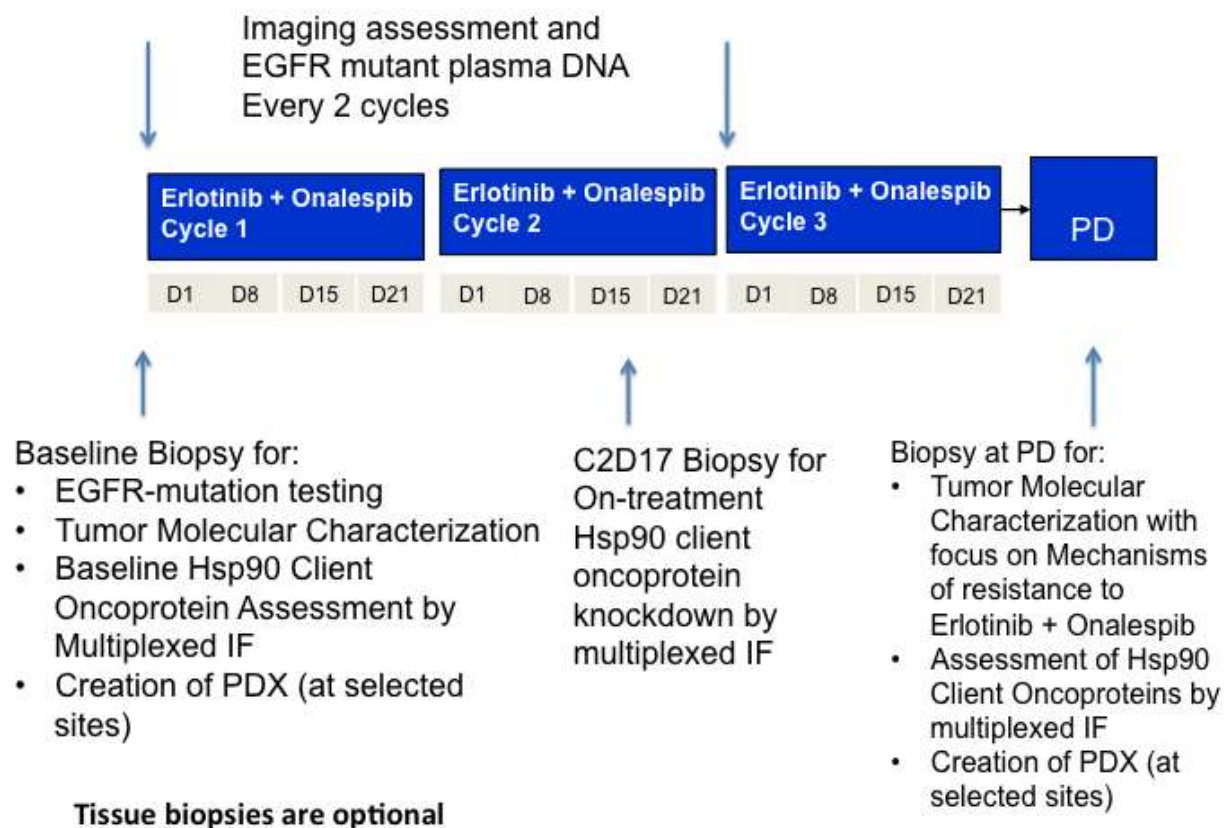 Imaging assessment and
EGFR mutant plasma DNA
Every 2 cycles
Erlotinib + Onalespib
Cycle 1
Erlotinib + Onalespib
Cycle 2
Erlotinib + Onalespib
Cycle 3
PD
D1 D8 D15 D21
D1 D8 D15 D21
D1 D8 D15 D21
Baseline Biopsy for:
• EGFR-mutation testing
• Tumor Molecular Characterization
• Baseline Hsp90 Client
Oncoprotein Assessment by
Multiplexed IF
• Creation of PDX (at selected
sites)
C2D17 Biopsy for
On-treatment
Hsp90 client
oncoprotein
knockdown by
multiplexed IF
Biopsy at PD for:
• Tumor Molecular
Characterization with
focus on Mechanisms
of resistance to
Erlotinib + Onalespib
• Assessment of Hsp90
Client Oncoproteins by
multiplexed IF
• Creation of PDX (at
selected sites)
Tissue biopsies are optional